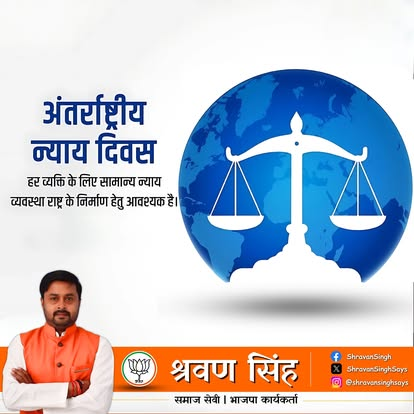 अंतर्राष्ट्रीय
न्याय दिवस
हर व्यक्ति के लिए सामान्य न्याय
व्यवस्था राष्ट्र के निर्माण हेतु आवश्यक है।
श्रवण सिंह
समाज सेवी । भाजपा कार्यकर्ता
ShravanSingh
ShravanSinghSays
@shravansinghsays